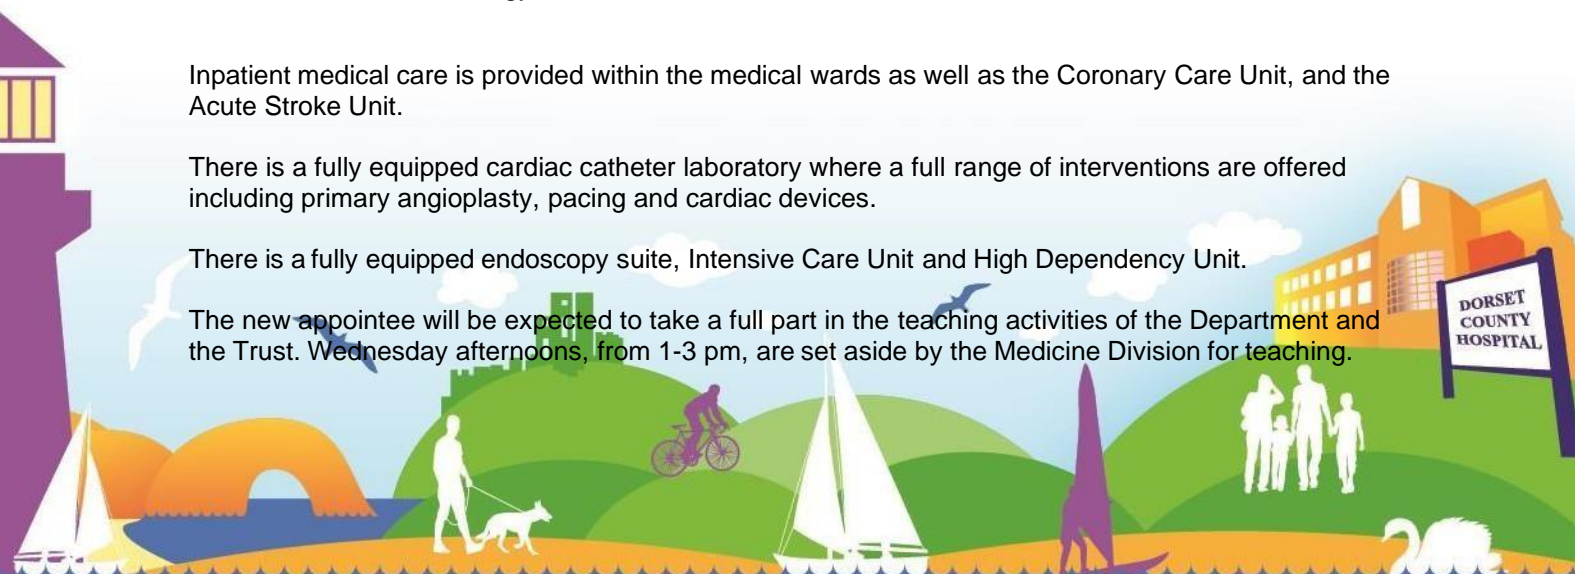 Inpatient medical care is provided within the medical wards as well as the Coronary Care Unit, and the
Acute Stroke Unit.
There is a fully equipped cardiac catheter laboratory where a full range of interventions are offered
including primary angioplasty, pacing and cardiac devices.
There is a fully equipped endoscopy suite, Intensive Care Unit and High Dependency Unit.
The new appointee will be expected to take a full part in the teaching activities of the Department and
the Trust. Wednesday afternoons, from 1-3 pm, are set aside by the Medicine Division for teaching.
DORSET
COUNTY
HOSPITAL